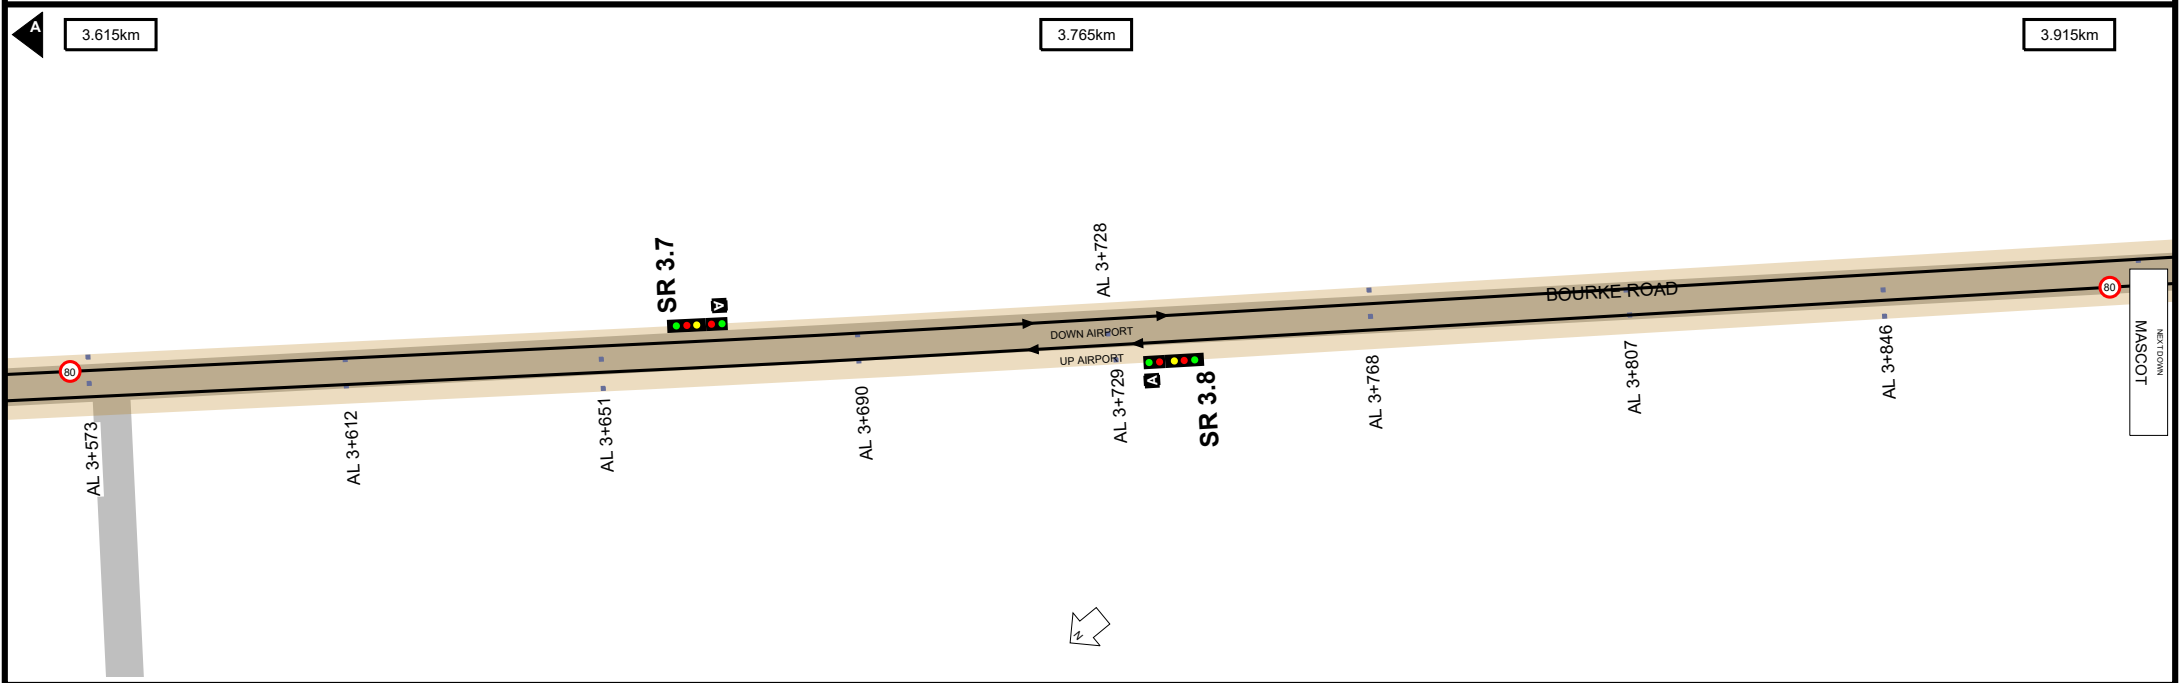 A
3.615km
3.765km
3.915km
SR 3.7
A
AL 3+728
BOURKE ROAD
DOWN AIRPORT
UP AIRPORT
80
80
MASCOT
NEXT DOWN
A
SR 3.8
AL 3+573
AL 3+612
AL 3+651
AL 3+690
AL 3+729
AL 3+768
AL 3+807
AL 3+846
N